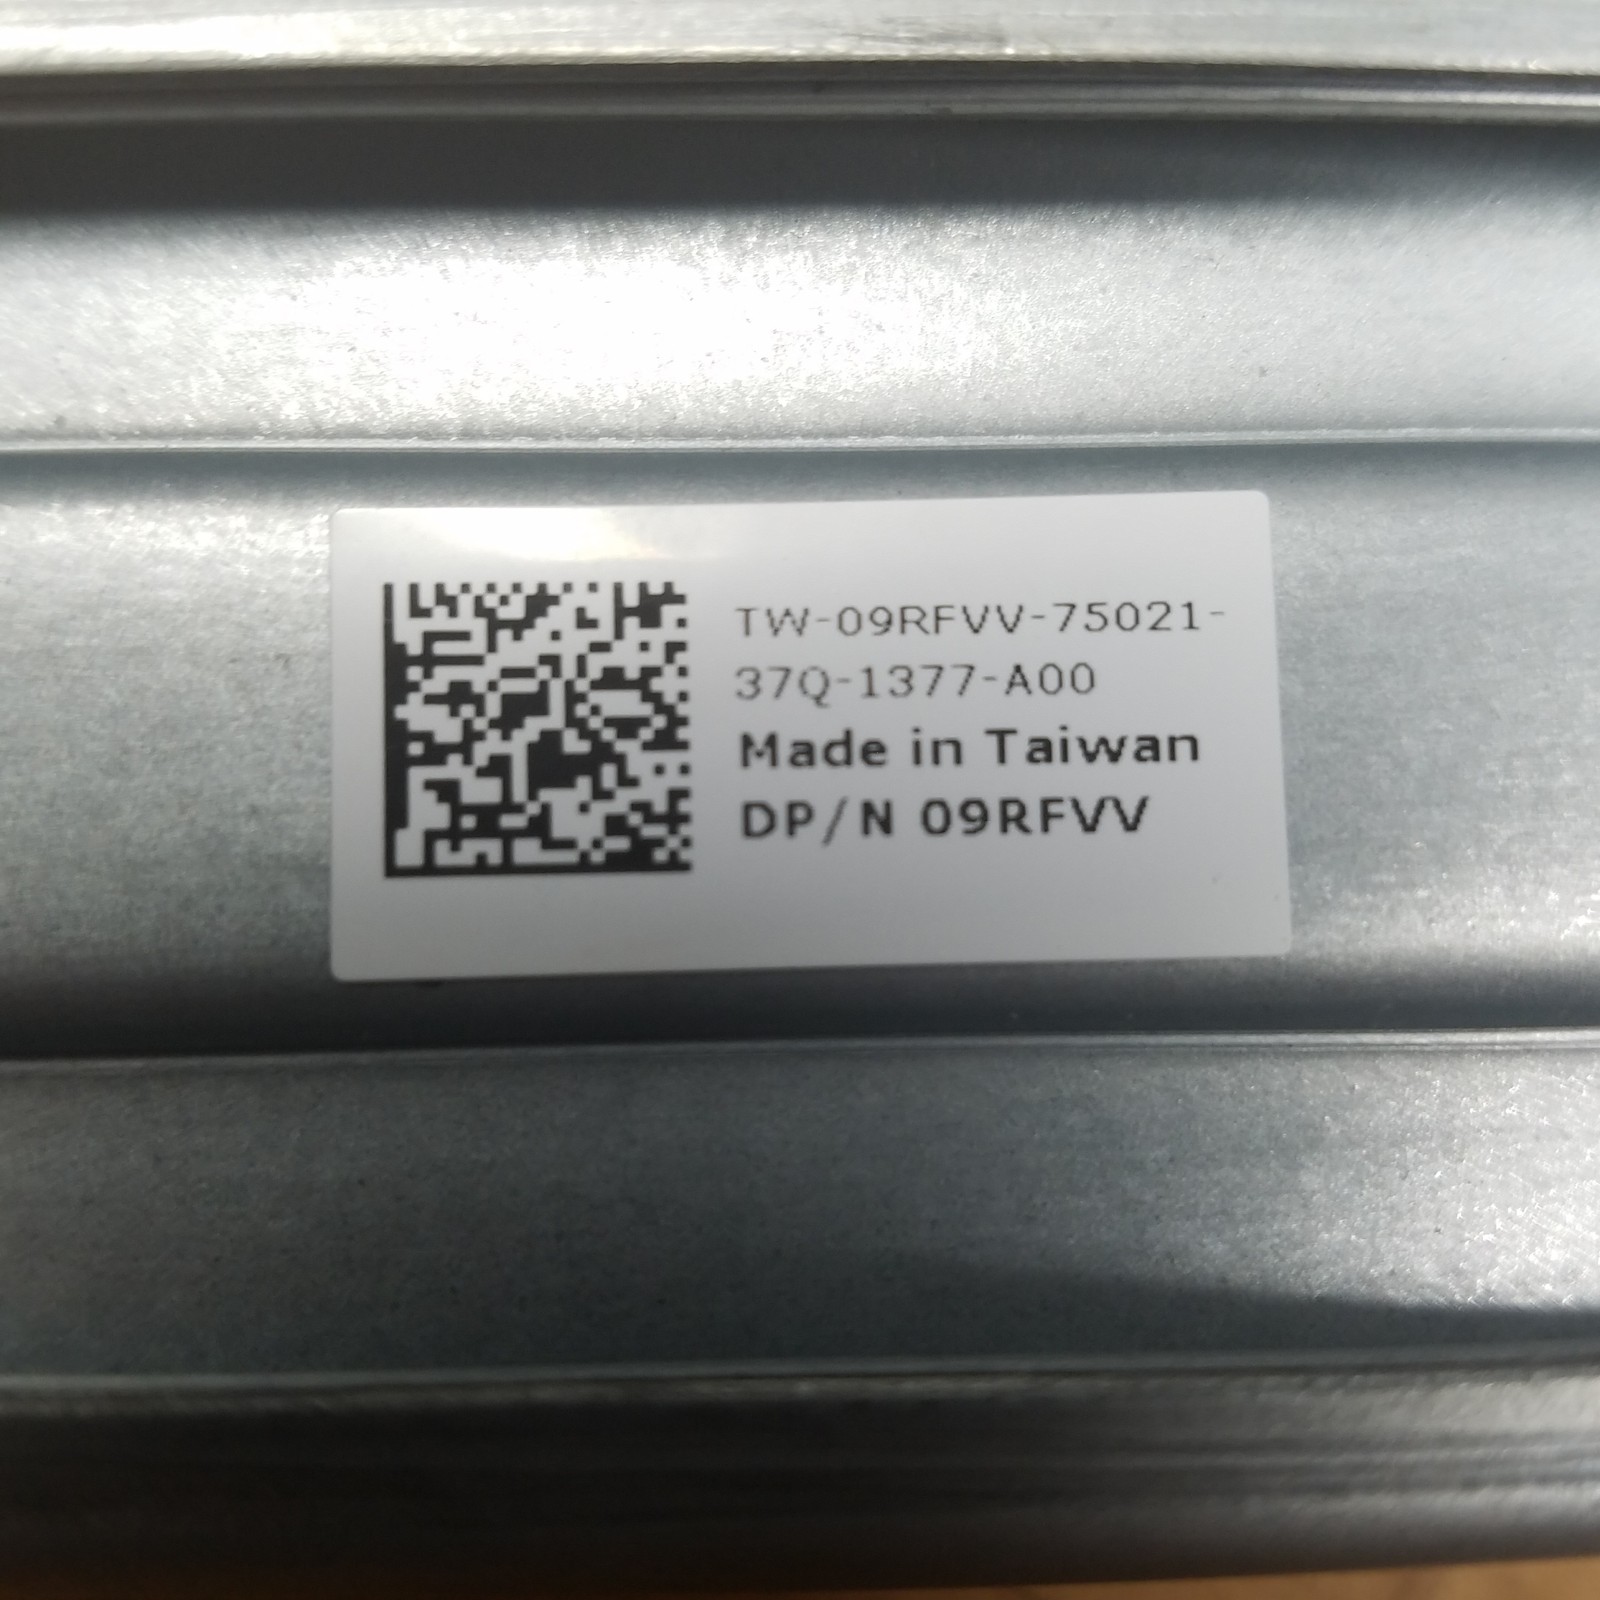 TW-09RFVV-75021-
37Q-1377-A00
Made in Taiwan
DP/N 09RFVV